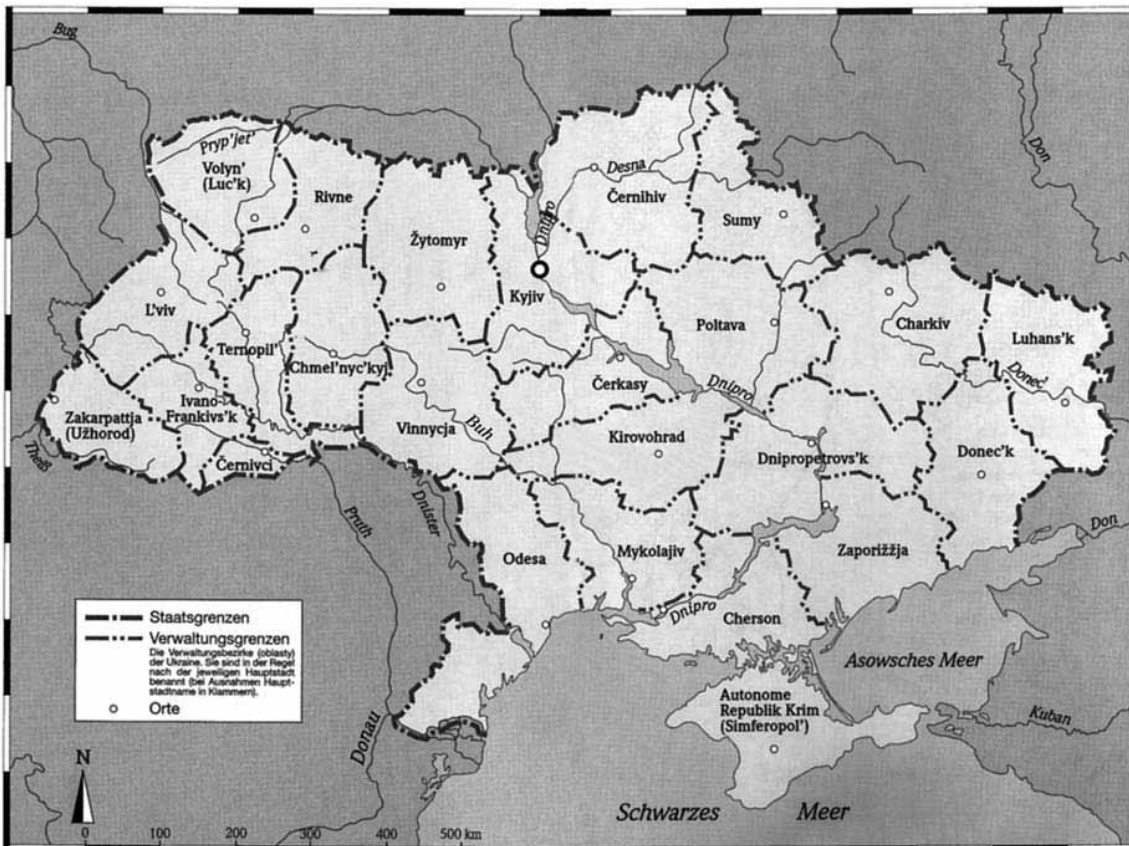 Bug
Pryp'jet'
Volyn'
(Luc'k)
Rivne
Žytomyr
Dnipro
Desna
Černihiv
Sumy
Don
L'viv
Ternopil'
Chmel'nyc'kyj
Kyjiv
Poltava
Charkiv
Luhans'k
Donec'
Zakarpattja
(Užhorod)
Ivano-
Frankivs'k
Černivci
Theiß
Vinnycja
Buh
Čerkasy
Dnipro
Kirovohrad
Dnipropetrovs'k
Donec'k
Pruth
Dnister
Odesa
Mykolajiv
Zaporižžja
Don
Dnipro
Cherson
Asowsches Meer
Autonome
Republik Krim
(Simferopol')
Kuban
Donau
Schwarzes Meer
Staatsgrenzen
Verwaltungsgrenzen
Die Verwaltungsbezirke (oblasty)
der Ukraine. Sie sind in der Regel
nach der jeweiligen Hauptstadt
benannt (bei Ausnahmen Haupt-
stadtname in Klammern).
Orte
N
0 100 200 300 400 500 km